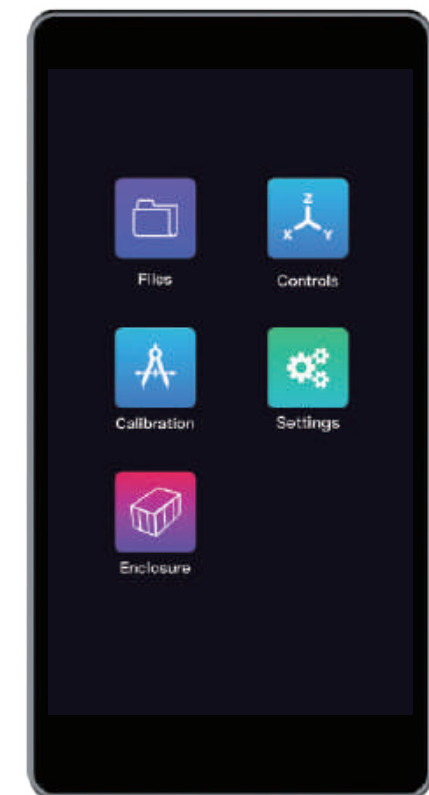 Files
Z
X Y
Controls
Calibration
Settings
Enclosure